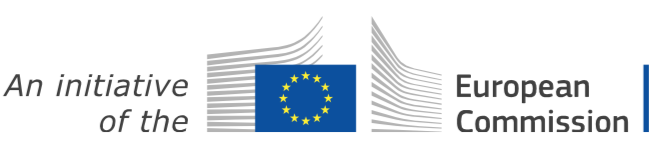 An initiative
of the
European
Commission